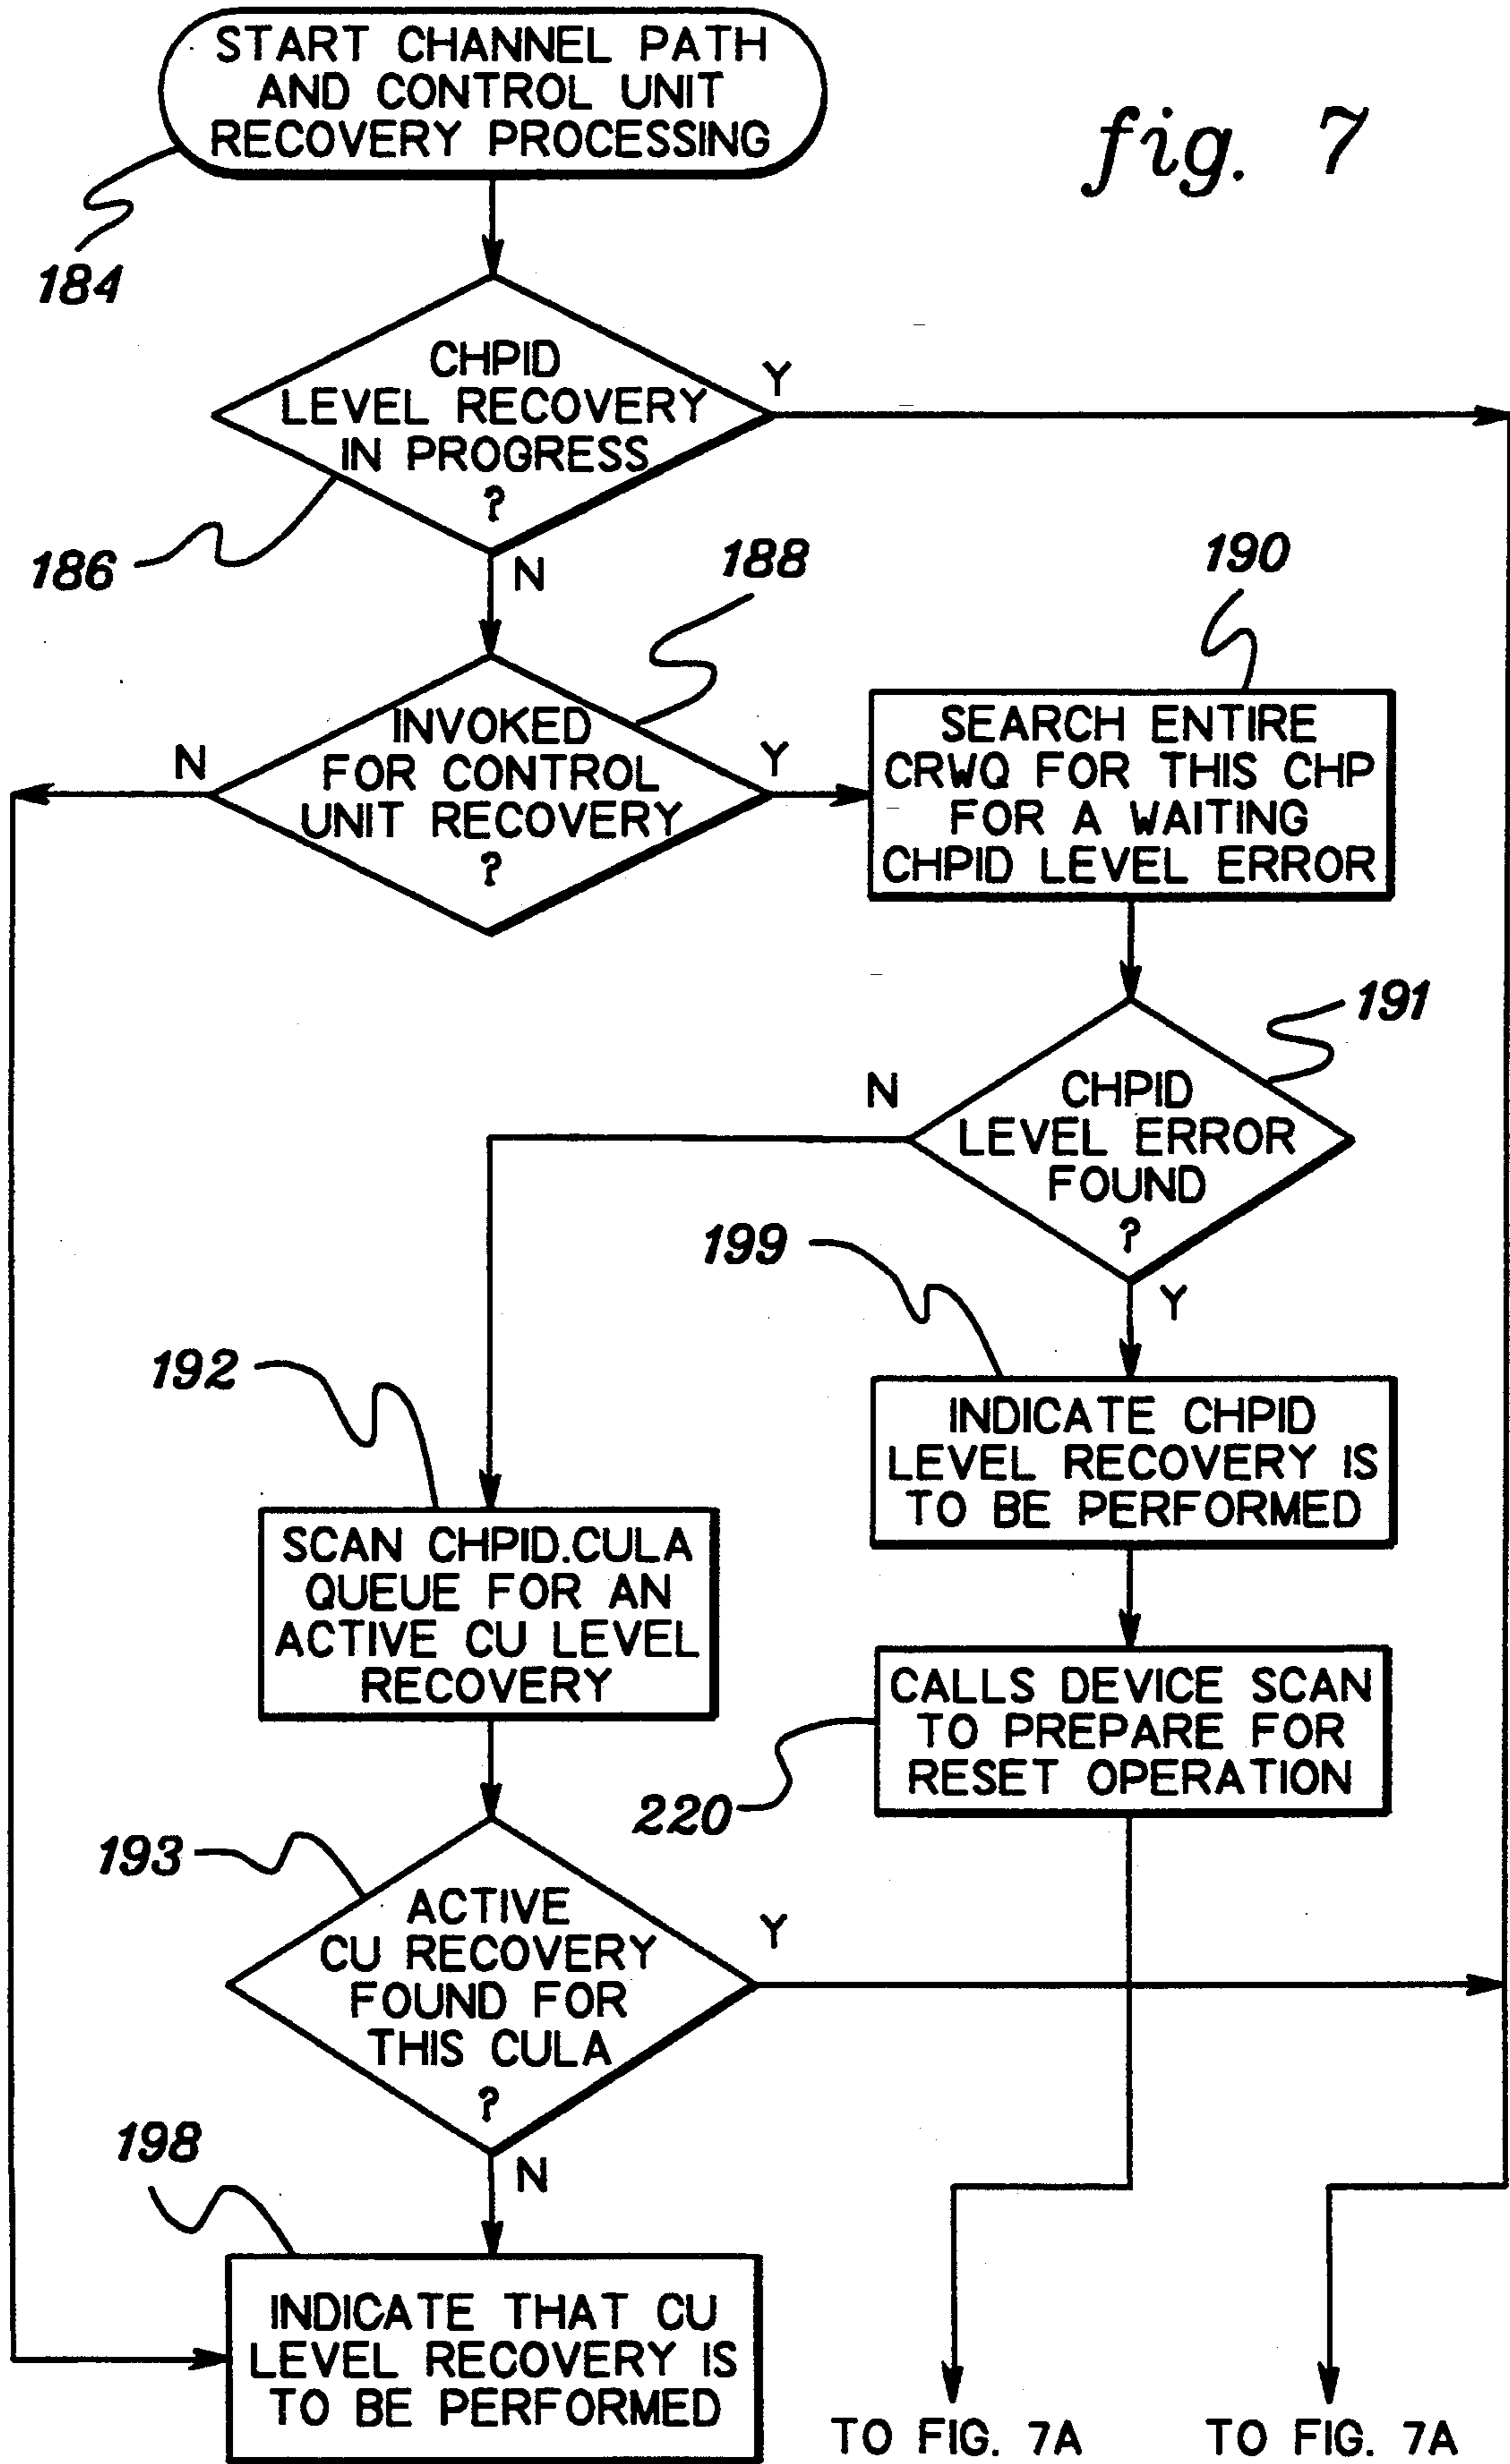 START CHANNEL PATH
AND CONTROL UNIT
RECOVERY PROCESSING
fig. 7
184
CHPID
LEVEL RECOVERY
IN PROGRESS
?
Y
186
N
188
190
INVOKED
FOR CONTROL
UNIT RECOVERY
?
N
Y
SEARCH ENTIRE
CRWQ FOR THIS CHP
FOR A WAITING
CHPID LEVEL ERROR
191
CHPID
LEVEL ERROR
FOUND
?
N
Y
199
192
INDICATE CHPID
LEVEL RECOVERY IS
TO BE PERFORMED
SCAN CHPID.CULA
QUEUE FOR AN
ACTIVE CU LEVEL
RECOVERY
CALLS DEVICE SCAN
TO PREPARE FOR
RESET OPERATION
220
193
ACTIVE
CU RECOVERY
FOUND FOR
THIS CULA
?
Y
N
198
INDICATE THAT CU
LEVEL RECOVERY IS
TO BE PERFORMED
TO FIG. 7A
TO FIG. 7A